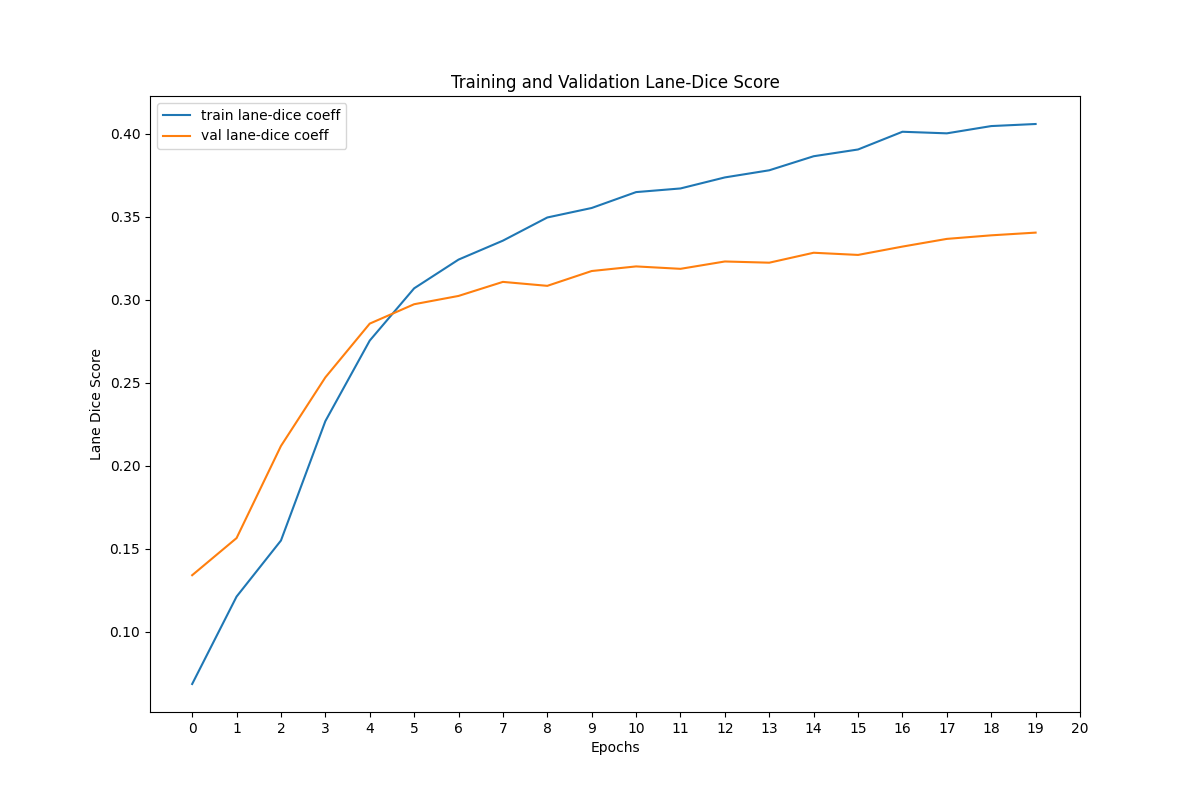 Training and Validation Lane-Dice Score
train lane-dice coeff
val lane-dice coeff
0.40
0.35
0.30
0.25
0.20
0.15
0.10
Lane Dice Score
0 1 2 3 4 5 6 7 8 9 10 11 12 13 14 15 16 17 18 19 20
Epochs